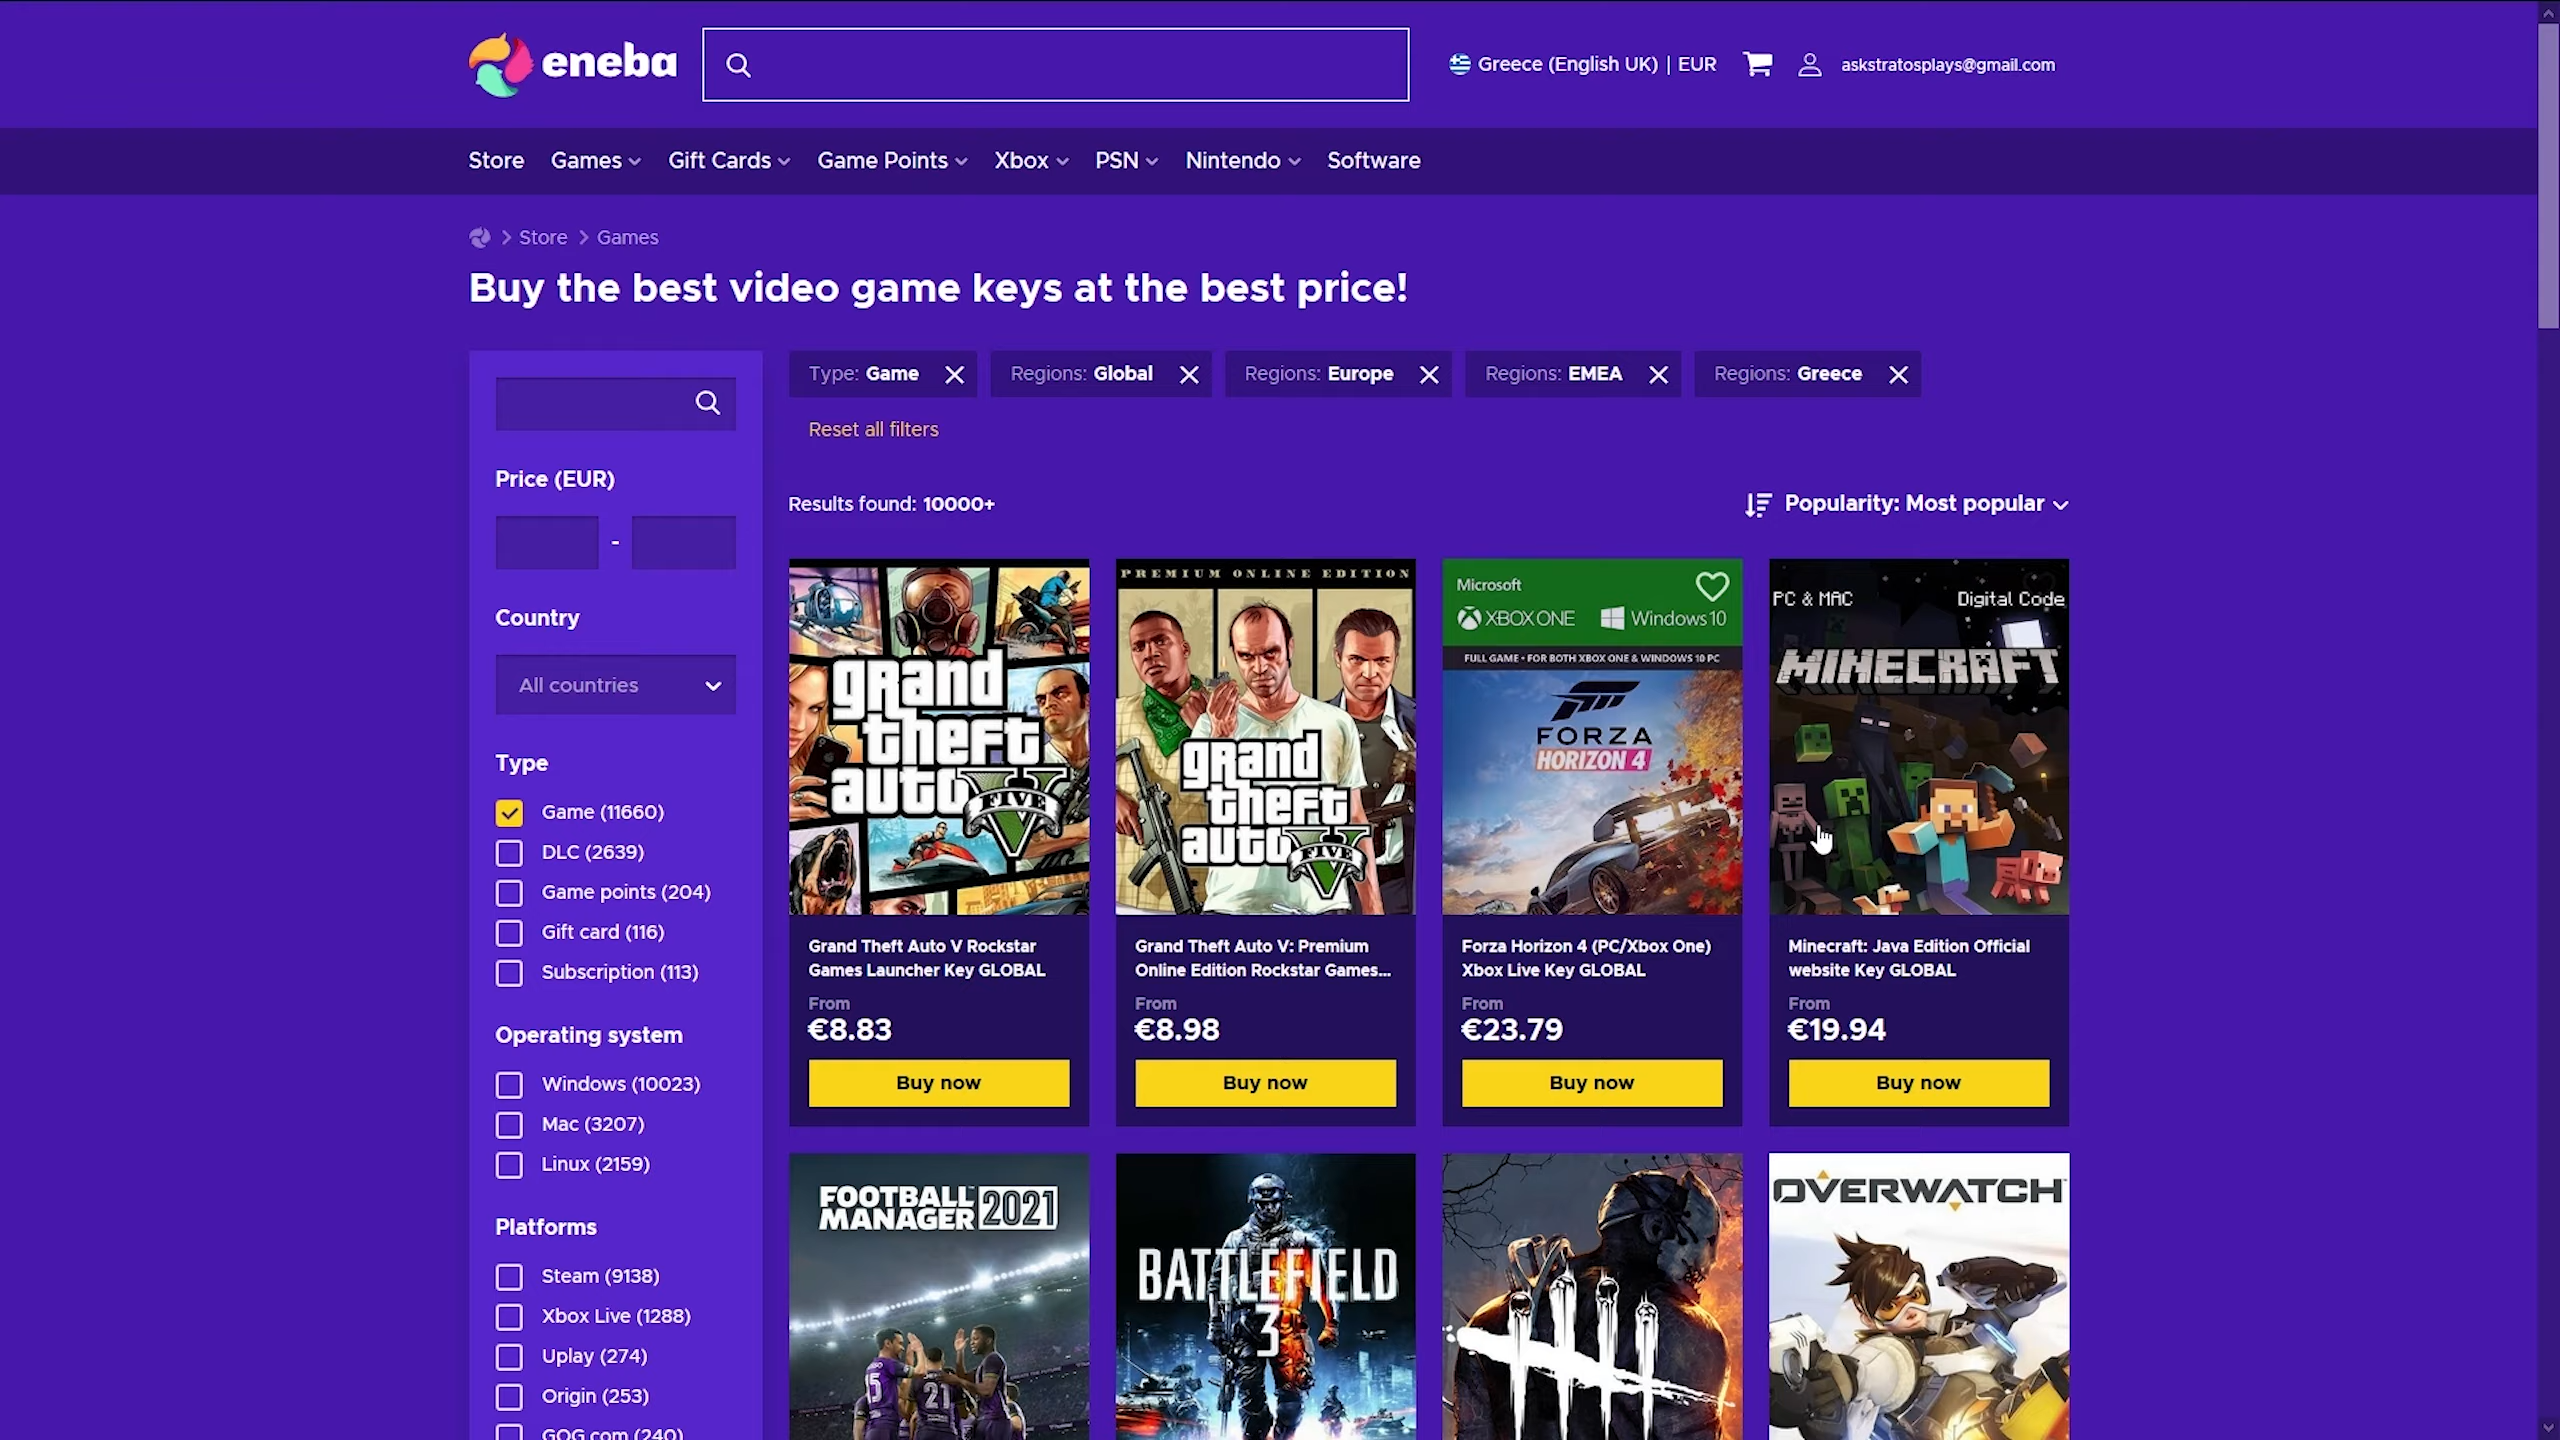 eneba
Greece (English UK) | EUR
askstratosplays@gmail.com
Store
Games
Gift Cards
Game Points
Xbox
PSN
Nintendo
Software
Store
Games
Buy the best video game keys at the best price!
Type: Game
Regions: Global
Regions: Europe
Regions: EMEA
Regions: Greece
Reset all filters
Price (EUR)
-
Country
All countries
Type
Game (11660)
DLC (2639)
Game points (204)
Gift card (116)
Subscription (113)
Operating system
Windows (10023)
Mac (3207)
Linux (2159)
Platforms
Steam (9138)
Xbox Live (1288)
Uplay (274)
Origin (253)
GOG.com (240)
Results found: 10000+
Popularity: Most popular
grand
theft
auto V
FIVE
Grand Theft Auto V Rockstar
Games Launcher Key GLOBAL
From
€8.83
Buy now
PREMIUM ONLINE EDITION
grand
theft
auto V
FIVE
Grand Theft Auto V: Premium
Online Edition Rockstar Games...
From
€8.98
Buy now
Microsoft
XBOX ONE
Windows 10
FULL GAME • FOR BOTH XBOX ONE & WINDOWS 10 PC
FORZA
HORIZON 4
Forza Horizon 4 (PC/Xbox One)
Xbox Live Key GLOBAL
From
€23.79
Buy now
PC & MAC
Digital Code
MINECRAFT
Minecraft: Java Edition Official
website Key GLOBAL
From
€19.94
Buy now
FOOTBALL
MANAGER 2021
15
21
BATTLEFIELD
3
OVERWATCH